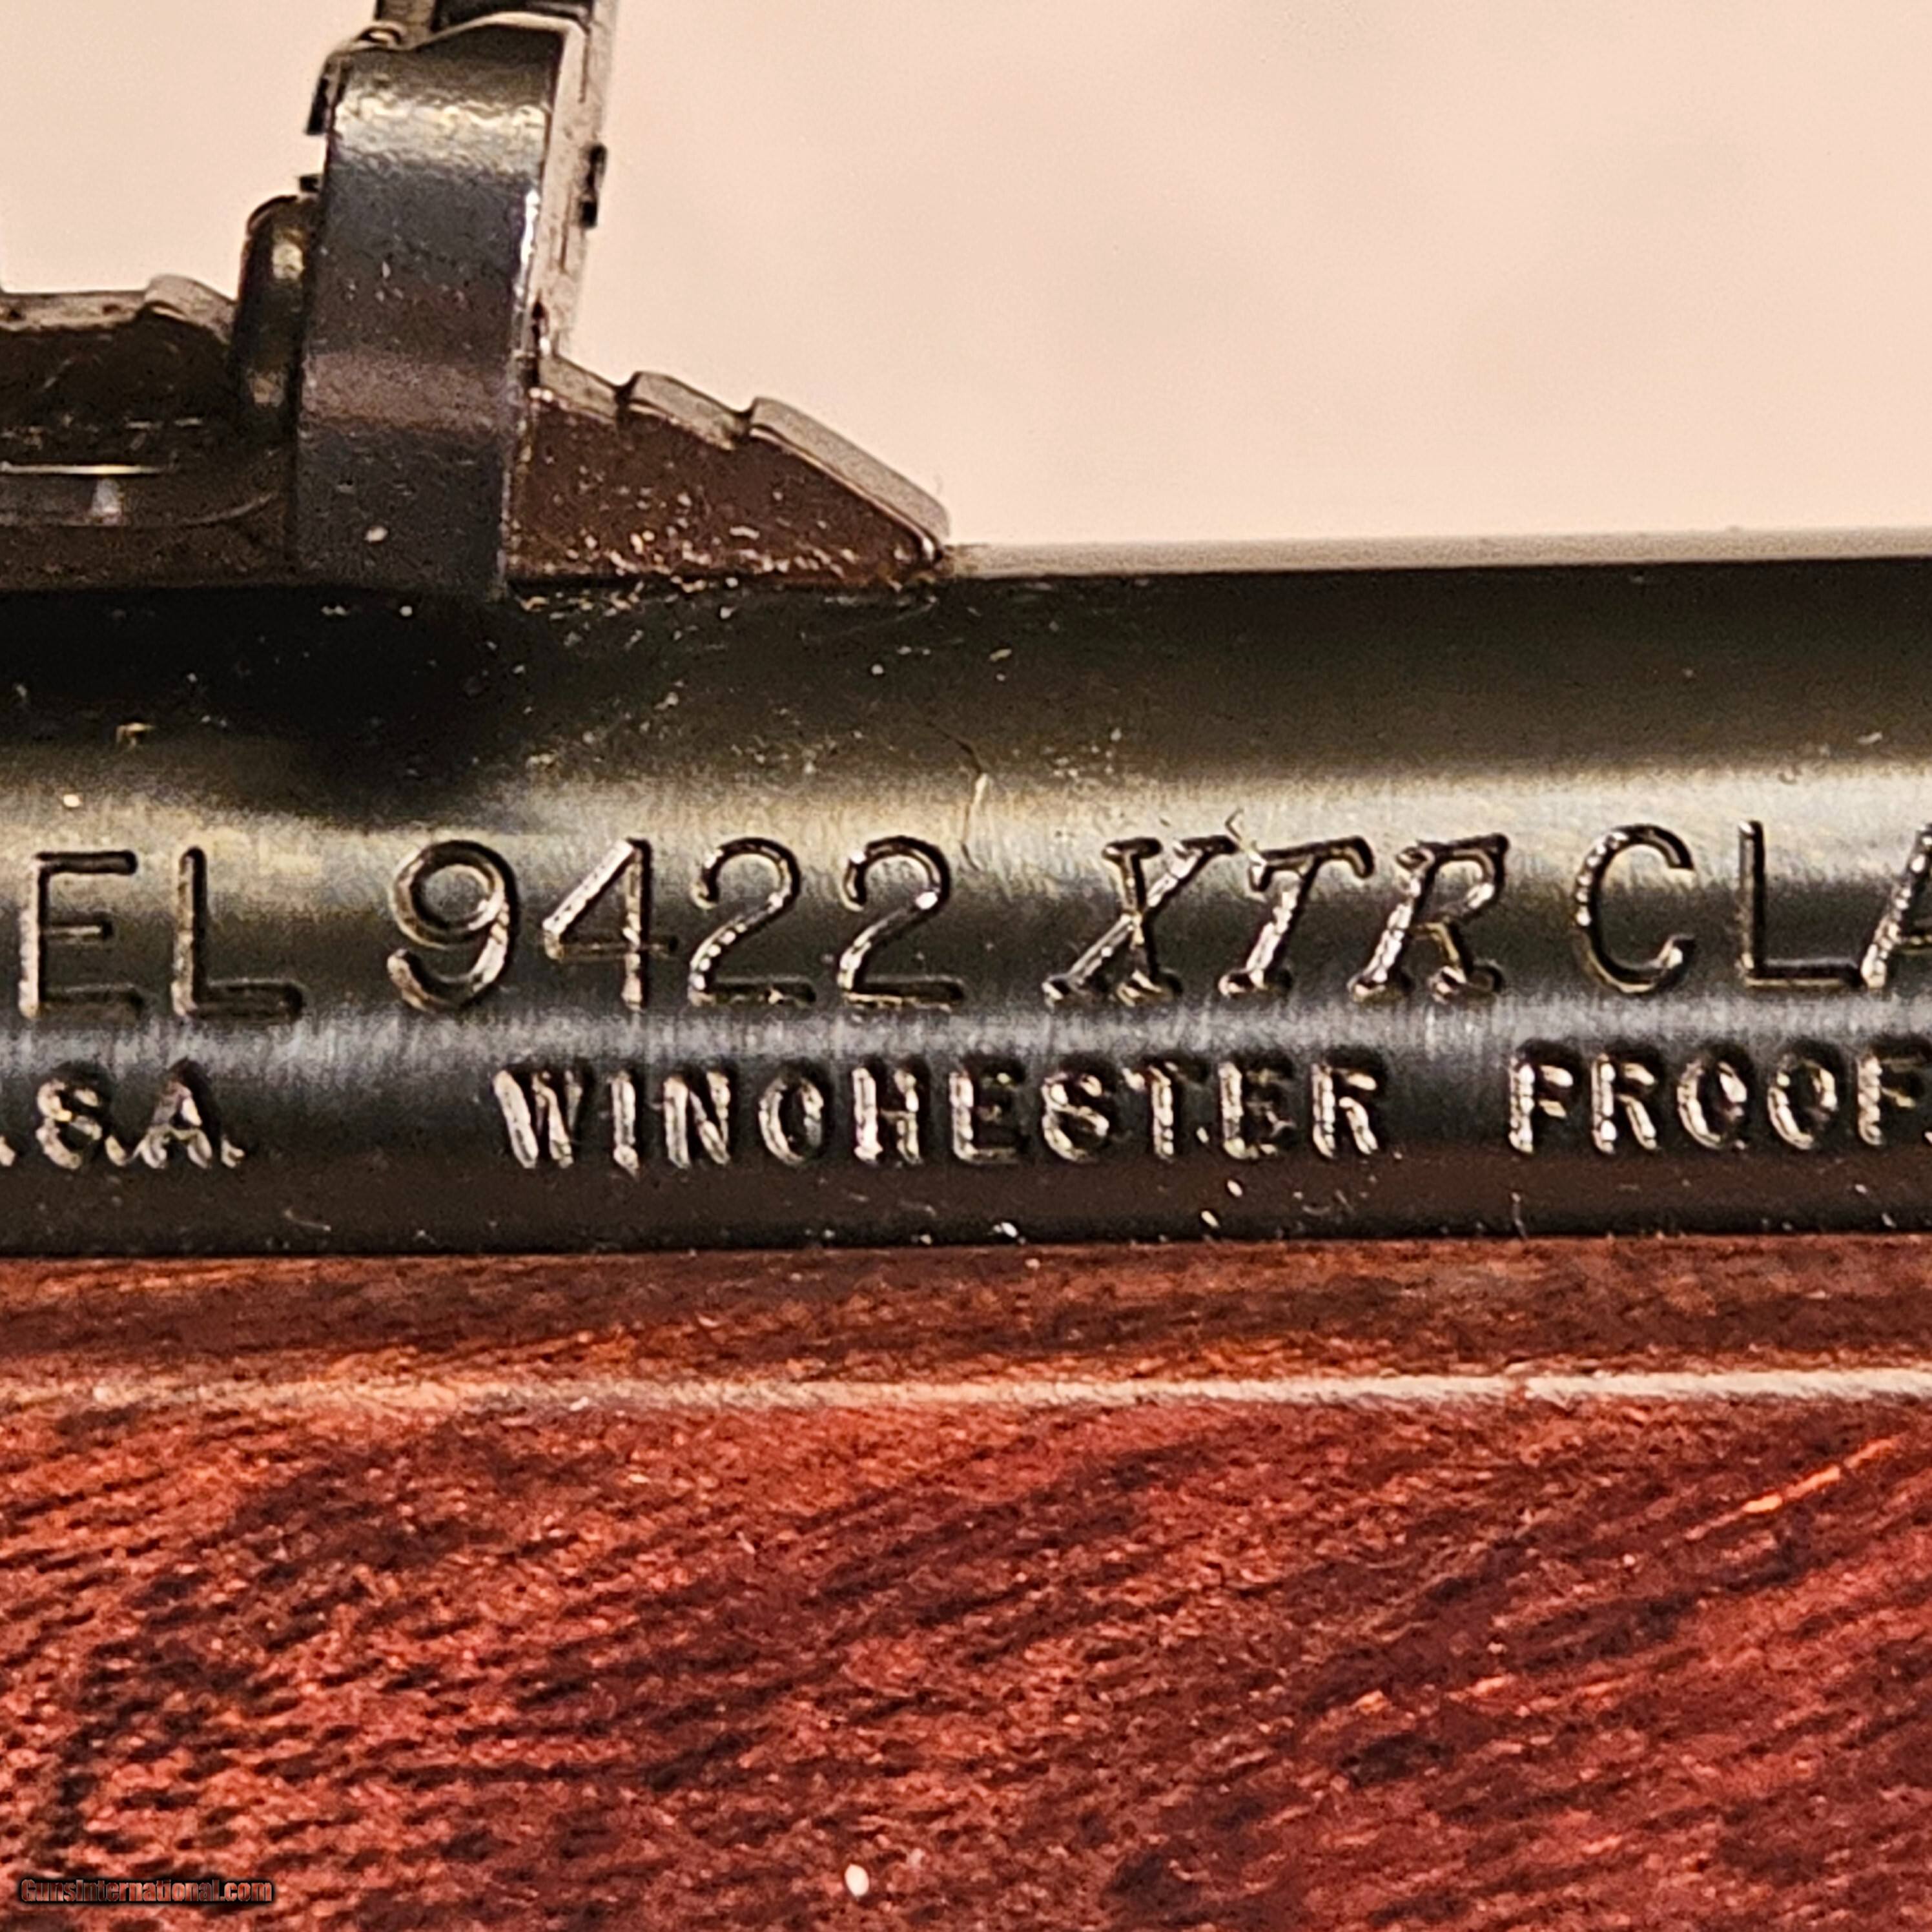 EL 9422 XTR CLA
.S.A. WINCHESTER PROOF
GunsInternational.com